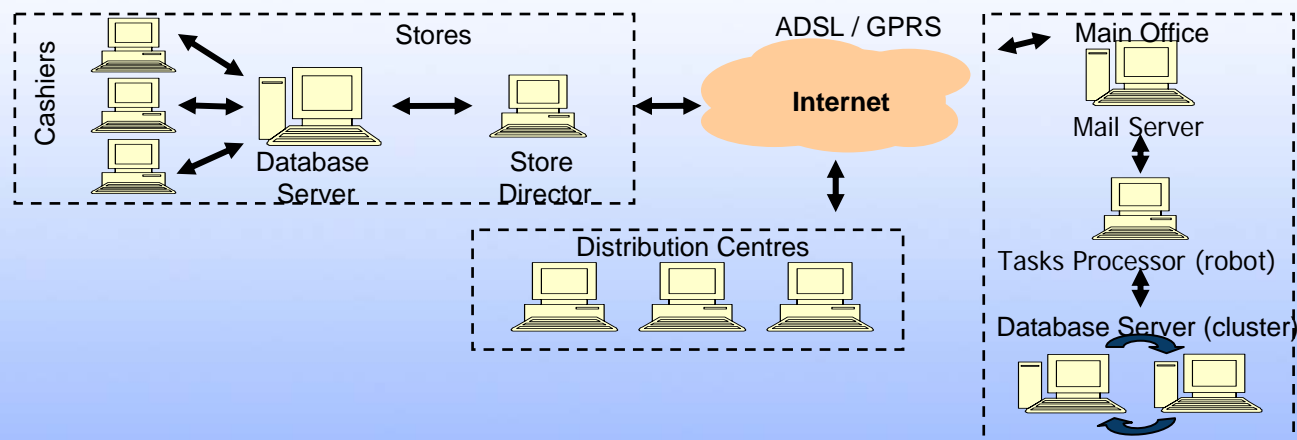 Cashiers
Stores
Database
Server
Store
Director
ADSL / GPRS
Internet
Distribution Centres
Main Office
Mail Server
Tasks Processor (robot)
Database Server (cluster)